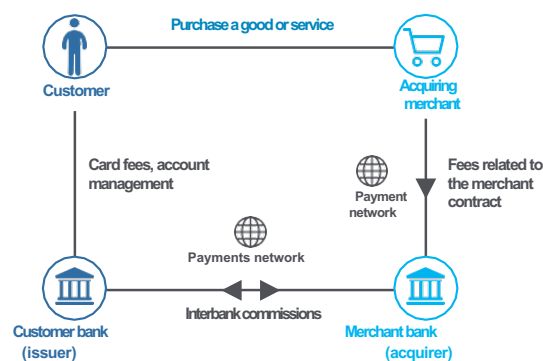 Purchase a good or service
Customer
Acquiring
merchant
Card fees, account
management
Payment
network
Fees related to
the merchant
contract
Payments network
Interbank commissions
Customer bank
(issuer)
Merchant bank
(acquirer)